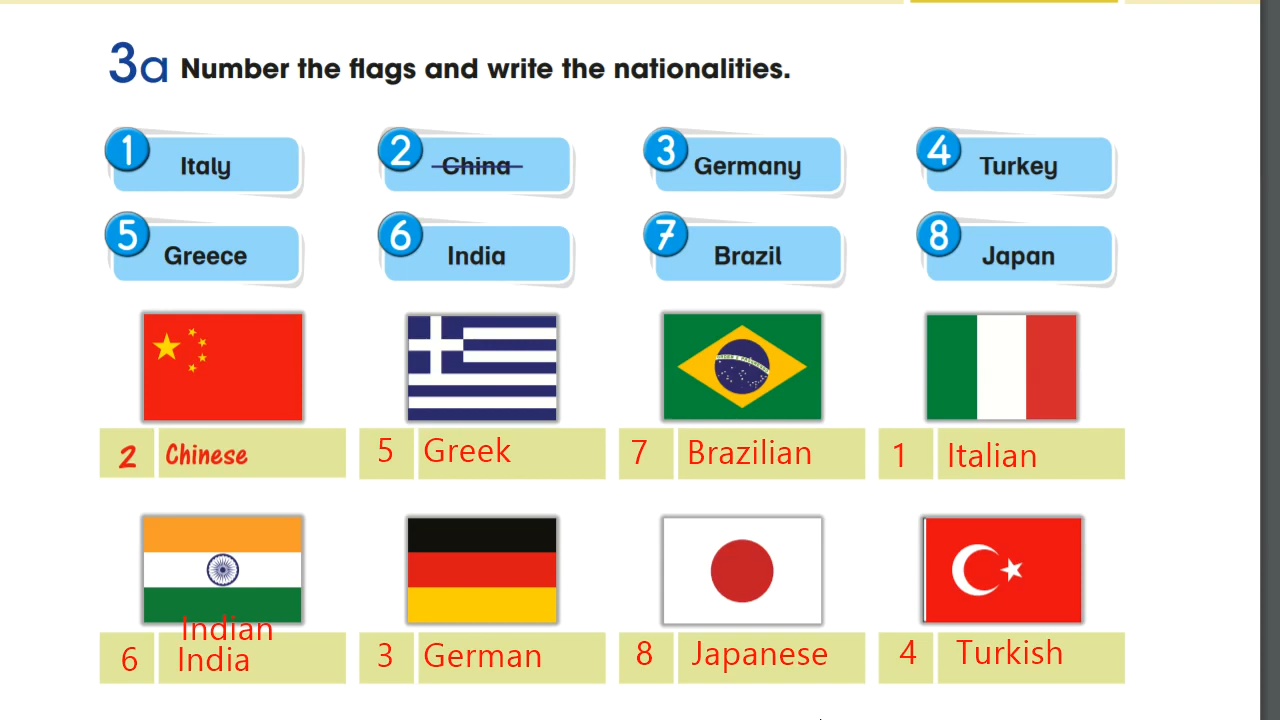 3a Number the flags and write the nationalities.
1 Italy
2 China
3 Germany
4 Turkey
5 Greece
6 India
7 Brazil
8 Japan
2 Chinese
5 Greek
7 Brazilian
1 Italian
Indian
6 India
3 German
8 Japanese
4 Turkish